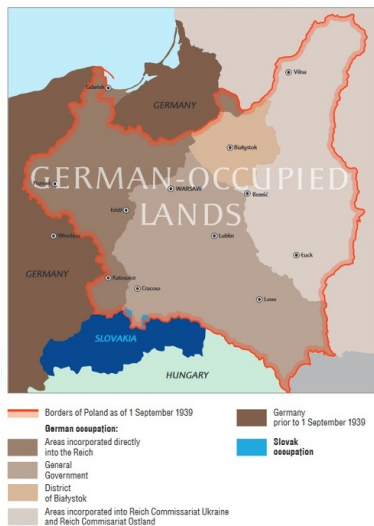 Gdańsk
Vilna
GERMANY
Białystok
GERMAN-OCCUPIED
LANDS
Poznań
WARSAW
Brześć
Łódź
Wrocław
Lublin
GERMANY
Łuck
Katowice
Cracow
Lvov
SLOVAKIA
HUNGARY
Borders of Poland as of 1 September 1939
German occupation:
Areas incorporated directly
into the Reich
General
Government
District
of Białystok
Areas incorporated into Reich Commissariat Ukraine
and Reich Commissariat Ostland
Germany
prior to 1 September 1939
Slovak
occupation